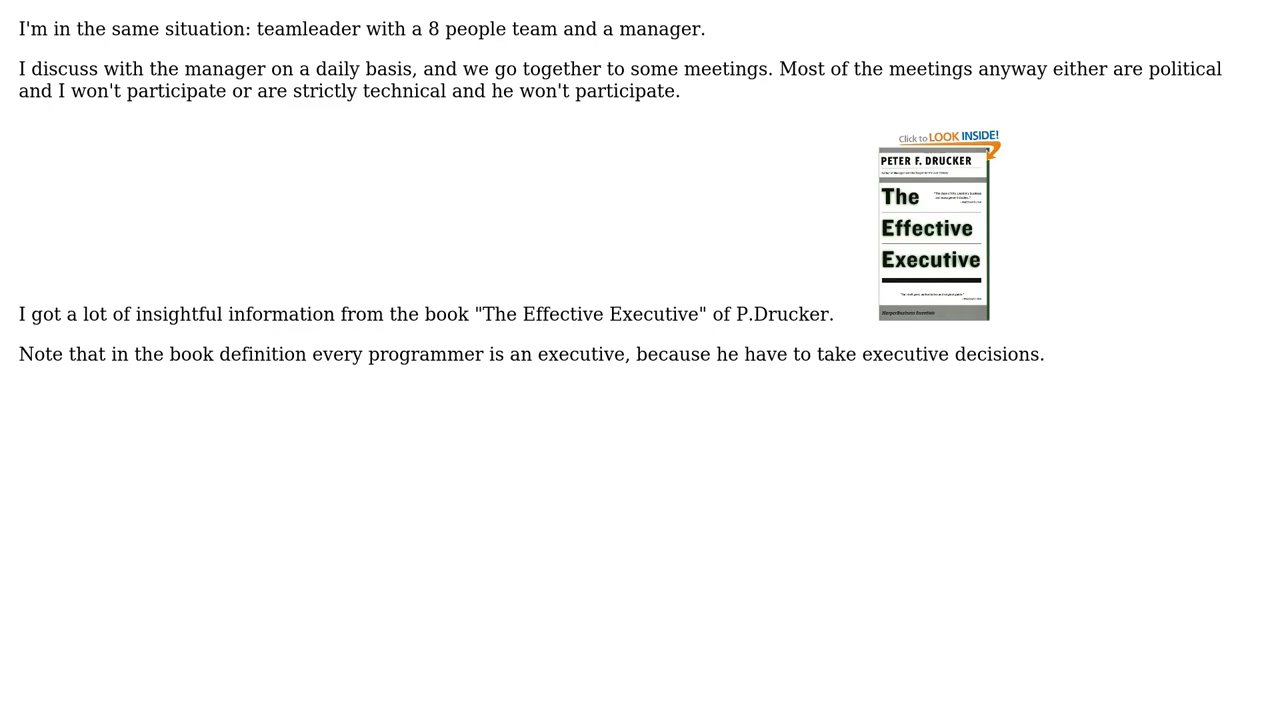 I'm in the same situation: teamleader with a 8 people team and a manager.
I discuss with the manager on a daily basis, and we go together to some meetings. Most of the meetings anyway either are political
and I won't participate or are strictly technical and he won't participate.
Click to LOOK INSIDE!
PETER F. DRUCKER
The
Effective
Executive
HarperBusiness Essentials
I got a lot of insightful information from the book "The Effective Executive" of P.Drucker.
Note that in the book definition every programmer is an executive, because he have to take executive decisions.